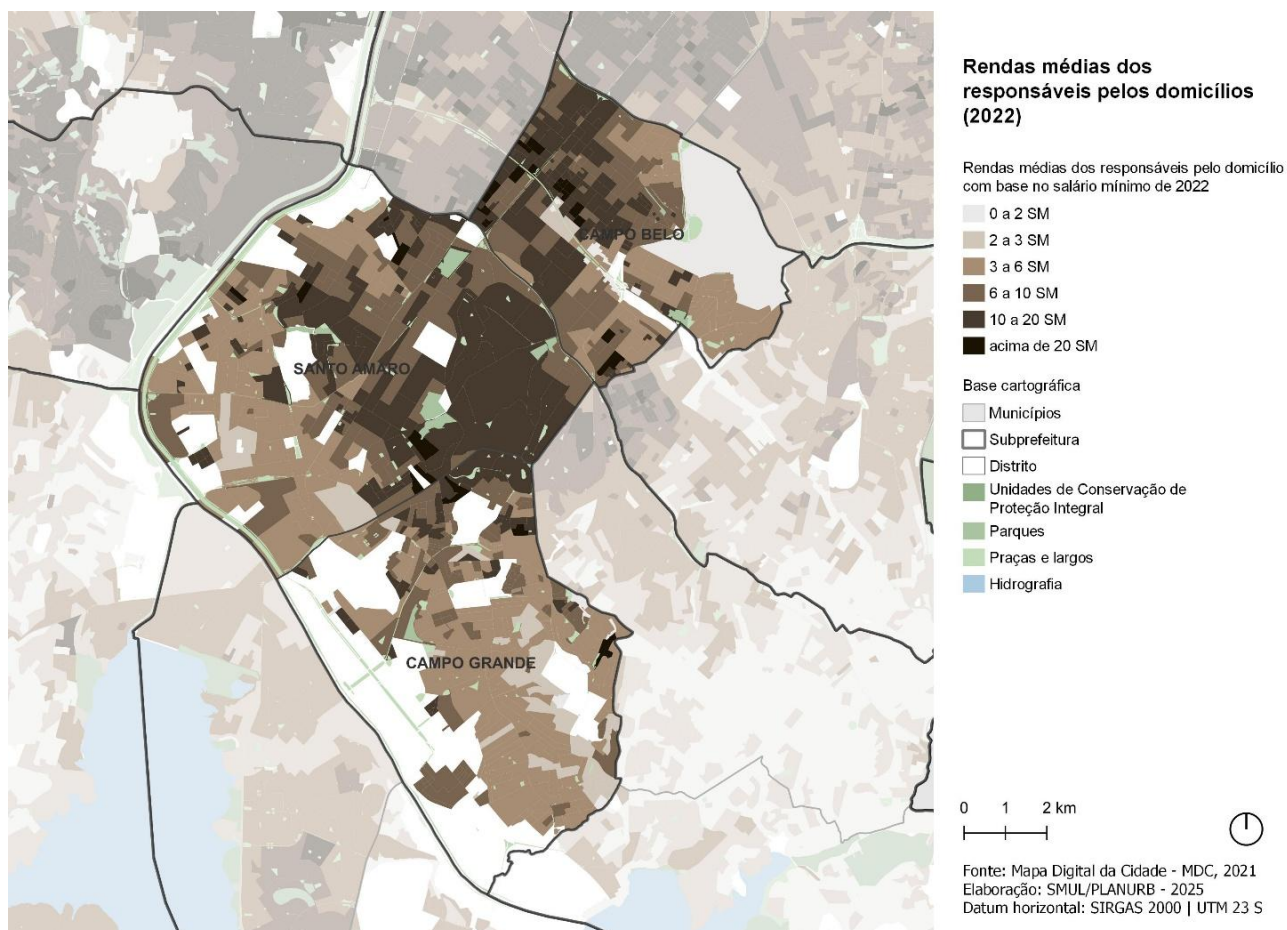 Rendas médias dos
responsáveis pelos domicílios
(2022)
Rendas médias dos responsáveis pelo domicílio
com base no salário mínimo de 2022
0 a 2 SM
2 a 3 SM
3 a 6 SM
6 a 10 SM
10 a 20 SM
acima de 20 SM
Base cartográfica
Municípios
Subprefeitura
Distrito
Unidades de Conservação de
Proteção Integral
Parques
Praças e largos
Hidrografia
CAMPO BELO
SANTO AMARO
CAMPO GRANDE
0 1 2 km
Fonte: Mapa Digital da Cidade - MDC, 2021
Elaboração: SMUL/PLANURB - 2025
Datum horizontal: SIRGAS 2000 | UTM 23 S